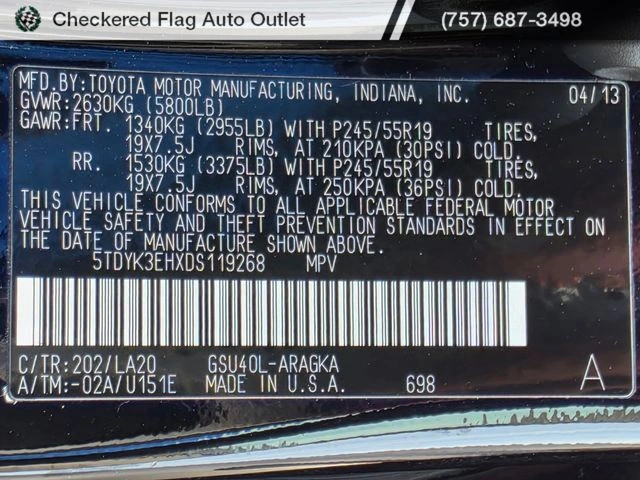 Checkered Flag Auto Outlet (757) 687-3498
MFD.BY:TOYOTA MOTOR MANUFACTURING, INDIANA, INC. 04/13
GVWR:2630KG (5800LB)
GAWR:FRT. 1340KG (2955LB) WITH P245/55R19 TIRES,
19X7.5J RIMS, AT 210KPA (30PSI) COLD.
RR. 1530KG (3375LB) WITH P245/55R19 TIRES,
19X7.5J RIMS, AT 250KPA (36PSI) COLD.
THIS VEHICLE CONFORMS TO ALL APPLICABLE FEDERAL MOTOR
VEHICLE SAFETY AND THEFT PREVENTION STANDARDS IN EFFECT ON
THE DATE OF MANUFACTURE SHOWN ABOVE.
5TDYK3EHXDS119268 MPV
C/TR:202/LA20 GSU40L-ARAGKA
A/TM:-02A/U151E MADE IN U.S.A. 698 A